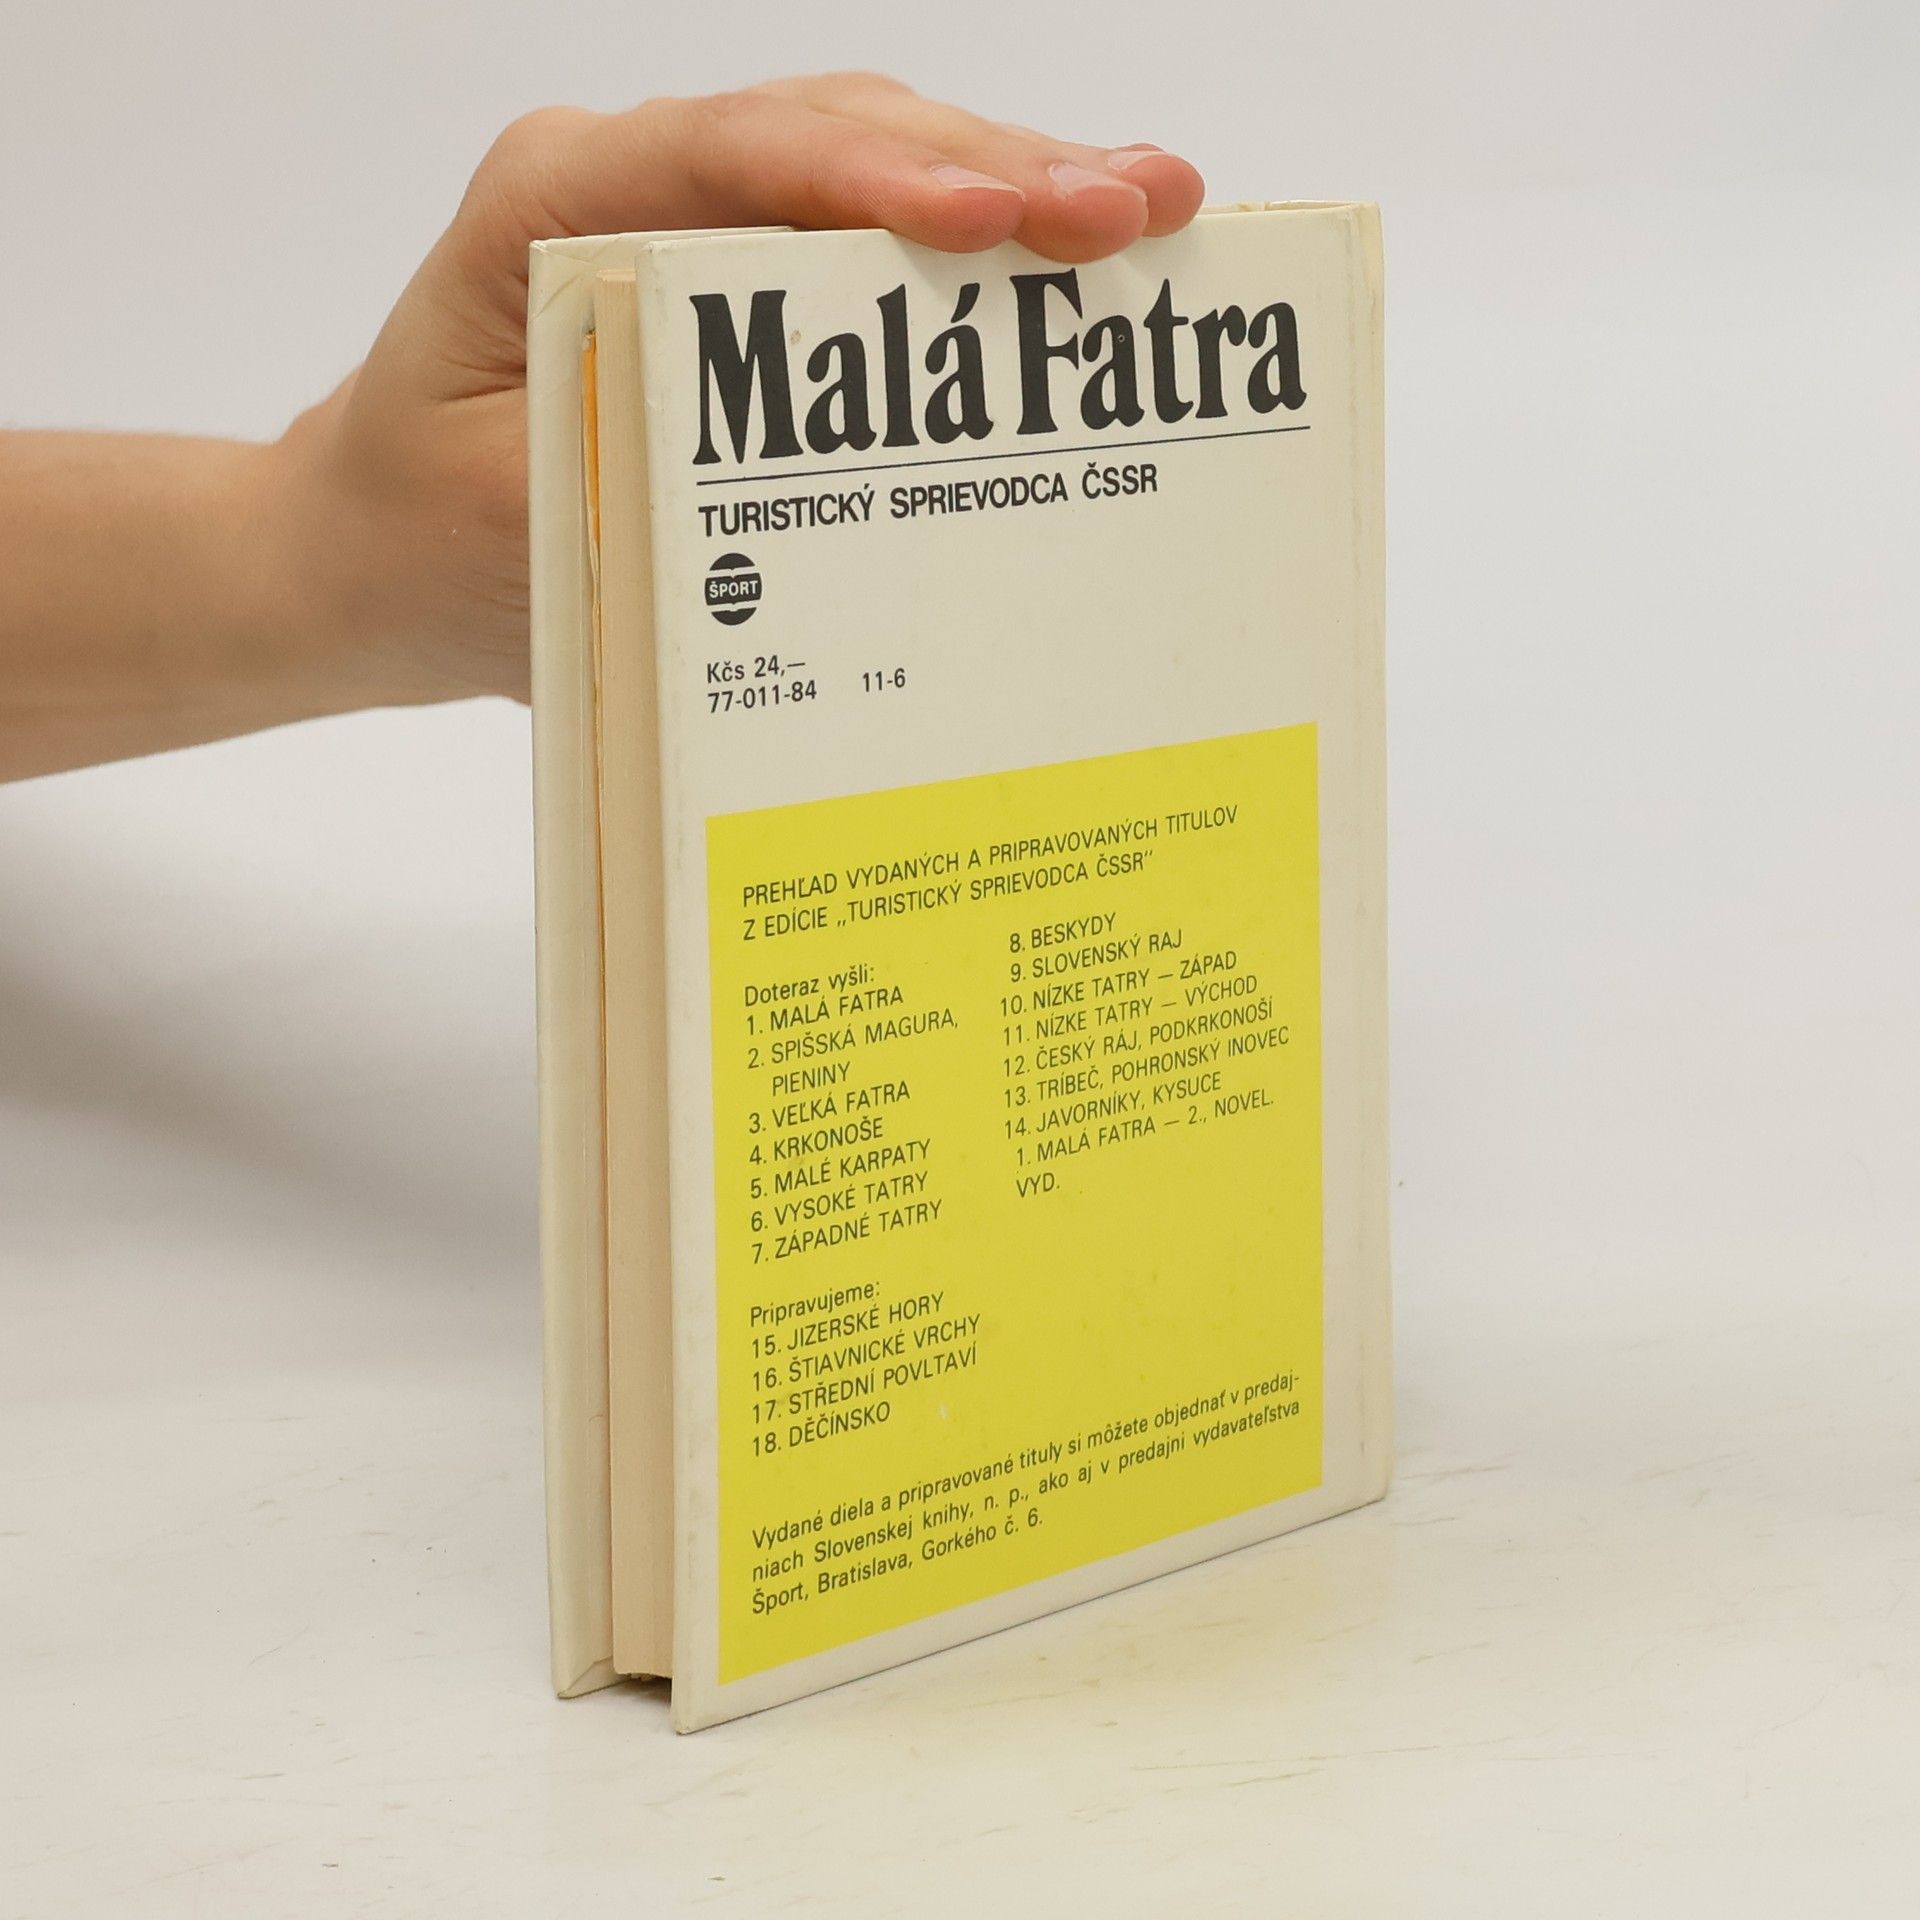 Malá Fatra
TURISTICKÝ SPRIEVODCA ČSSR
ŠPORT
Kčs 24,—
77-011-84 11-6
PREHĽAD VYDANÝCH A PRIPRAVOVANÝCH TITULOV
Z EDÍCIE „TURISTICKÝ SPRIEVODCA ČSSR“
Doteraz vyšli:
1. MALÁ FATRA
2. SPIŠSKÁ MAGURA,
PIENINY
3. VEĽKÁ FATRA
4. KRKONOŠE
5. MALÉ KARPATY
6. VYSOKÉ TATRY
7. ZÁPADNÉ TATRY
8. BESKYDY
9. SLOVENSKÝ RAJ
10. NÍZKE TATRY — ZÁPAD
11. NÍZKE TATRY — VÝCHOD
12. ČESKÝ RÁJ, PODKRKONOŠÍ
13. TRÍBEČ, POHRONSKÝ INOVEC
14. JAVORNÍKY, KYSUCE
1. MALÁ FATRA — 2., NOVEL.
VYD.
Pripravujeme:
15. JIZERSKÉ HORY
16. ŠTIAVNICKÉ VRCHY
17. STŘEDNÍ POVLTAVÍ
18. DĚČÍNSKO
Vydané diela a pripravované tituly si môžete objednať v predaj-
niach Slovenskej knihy, n. p., ako aj v predajni vydavateľstva
Šport, Bratislava, Gorkého č. 6.